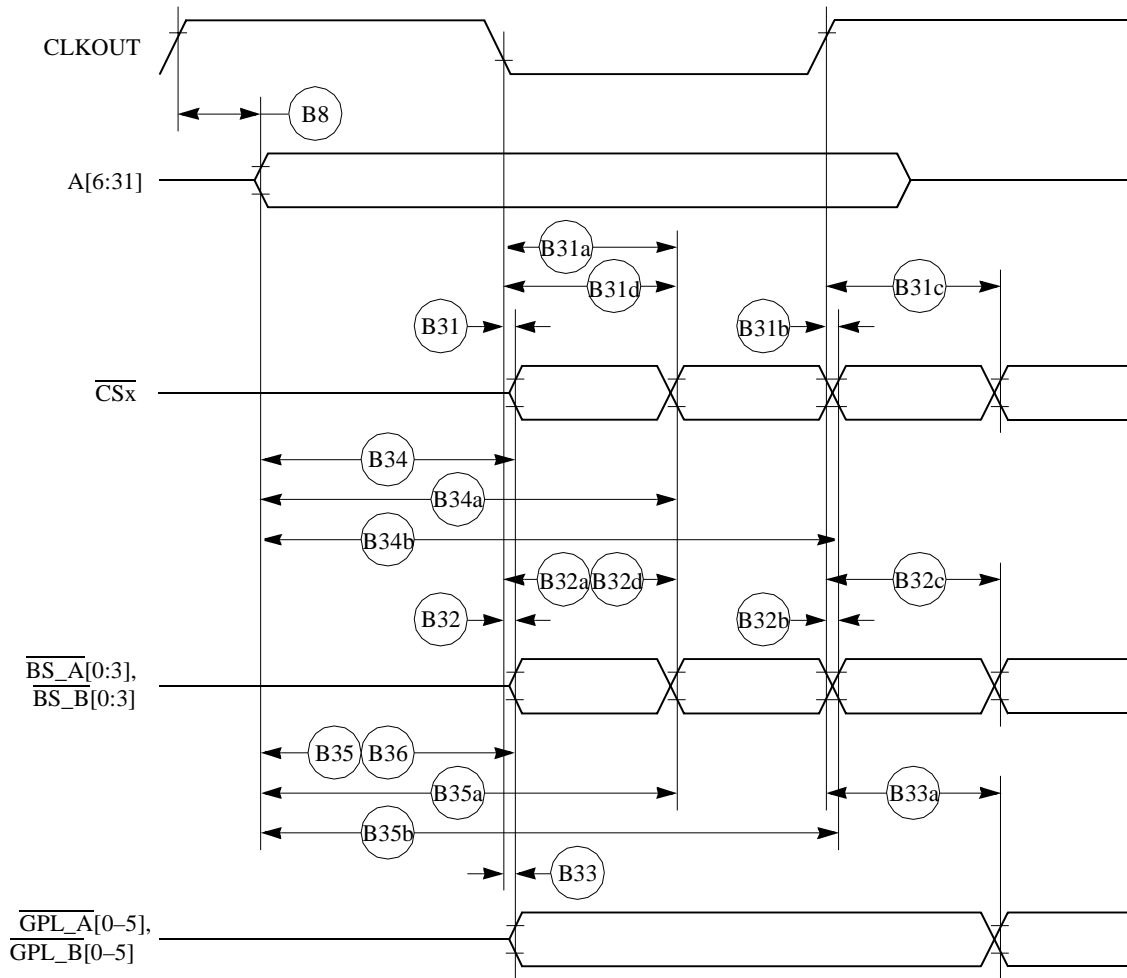 CLKOUT
B8
A[6:31]
B31a
B31d
B31c
B31
B31b
CSx
B34
B34a
B34b
B32a B32d
B32c
B32
B32b
BS_A[0:3],
BS_B[0:3]
B35 B36
B35a
B33a
B35b
B33
GPL_A[0–5],
GPL_B[0–5]